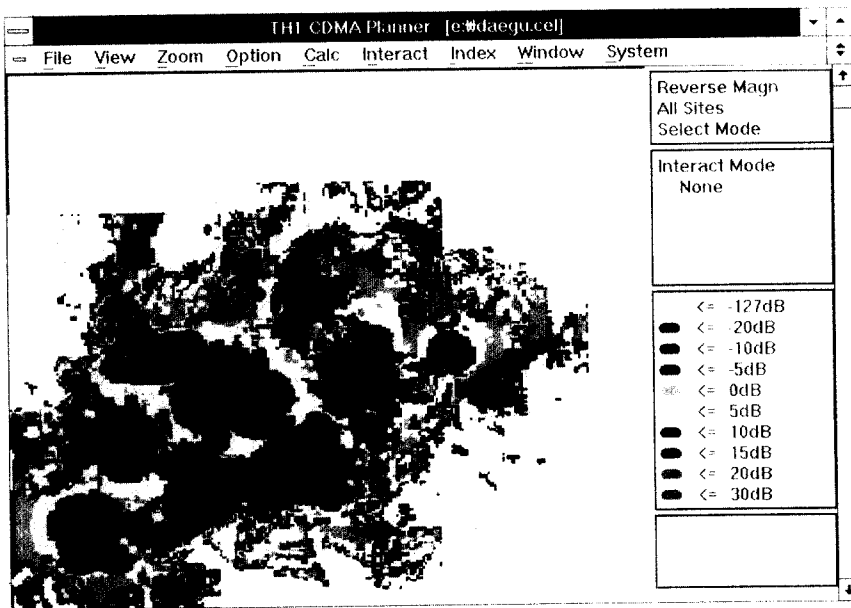 TH1 CDMA Planner [e:₩daegu.cel]
File View Zoom Option Calc Interact Index Window System
Reverse Magn
All Sites
Select Mode
Interact Mode
None
<= -127dB
<= -20dB
<= -10dB
<= -5dB
<= 0dB
<= 5dB
<= 10dB
<= 15dB
<= 20dB
<= 30dB